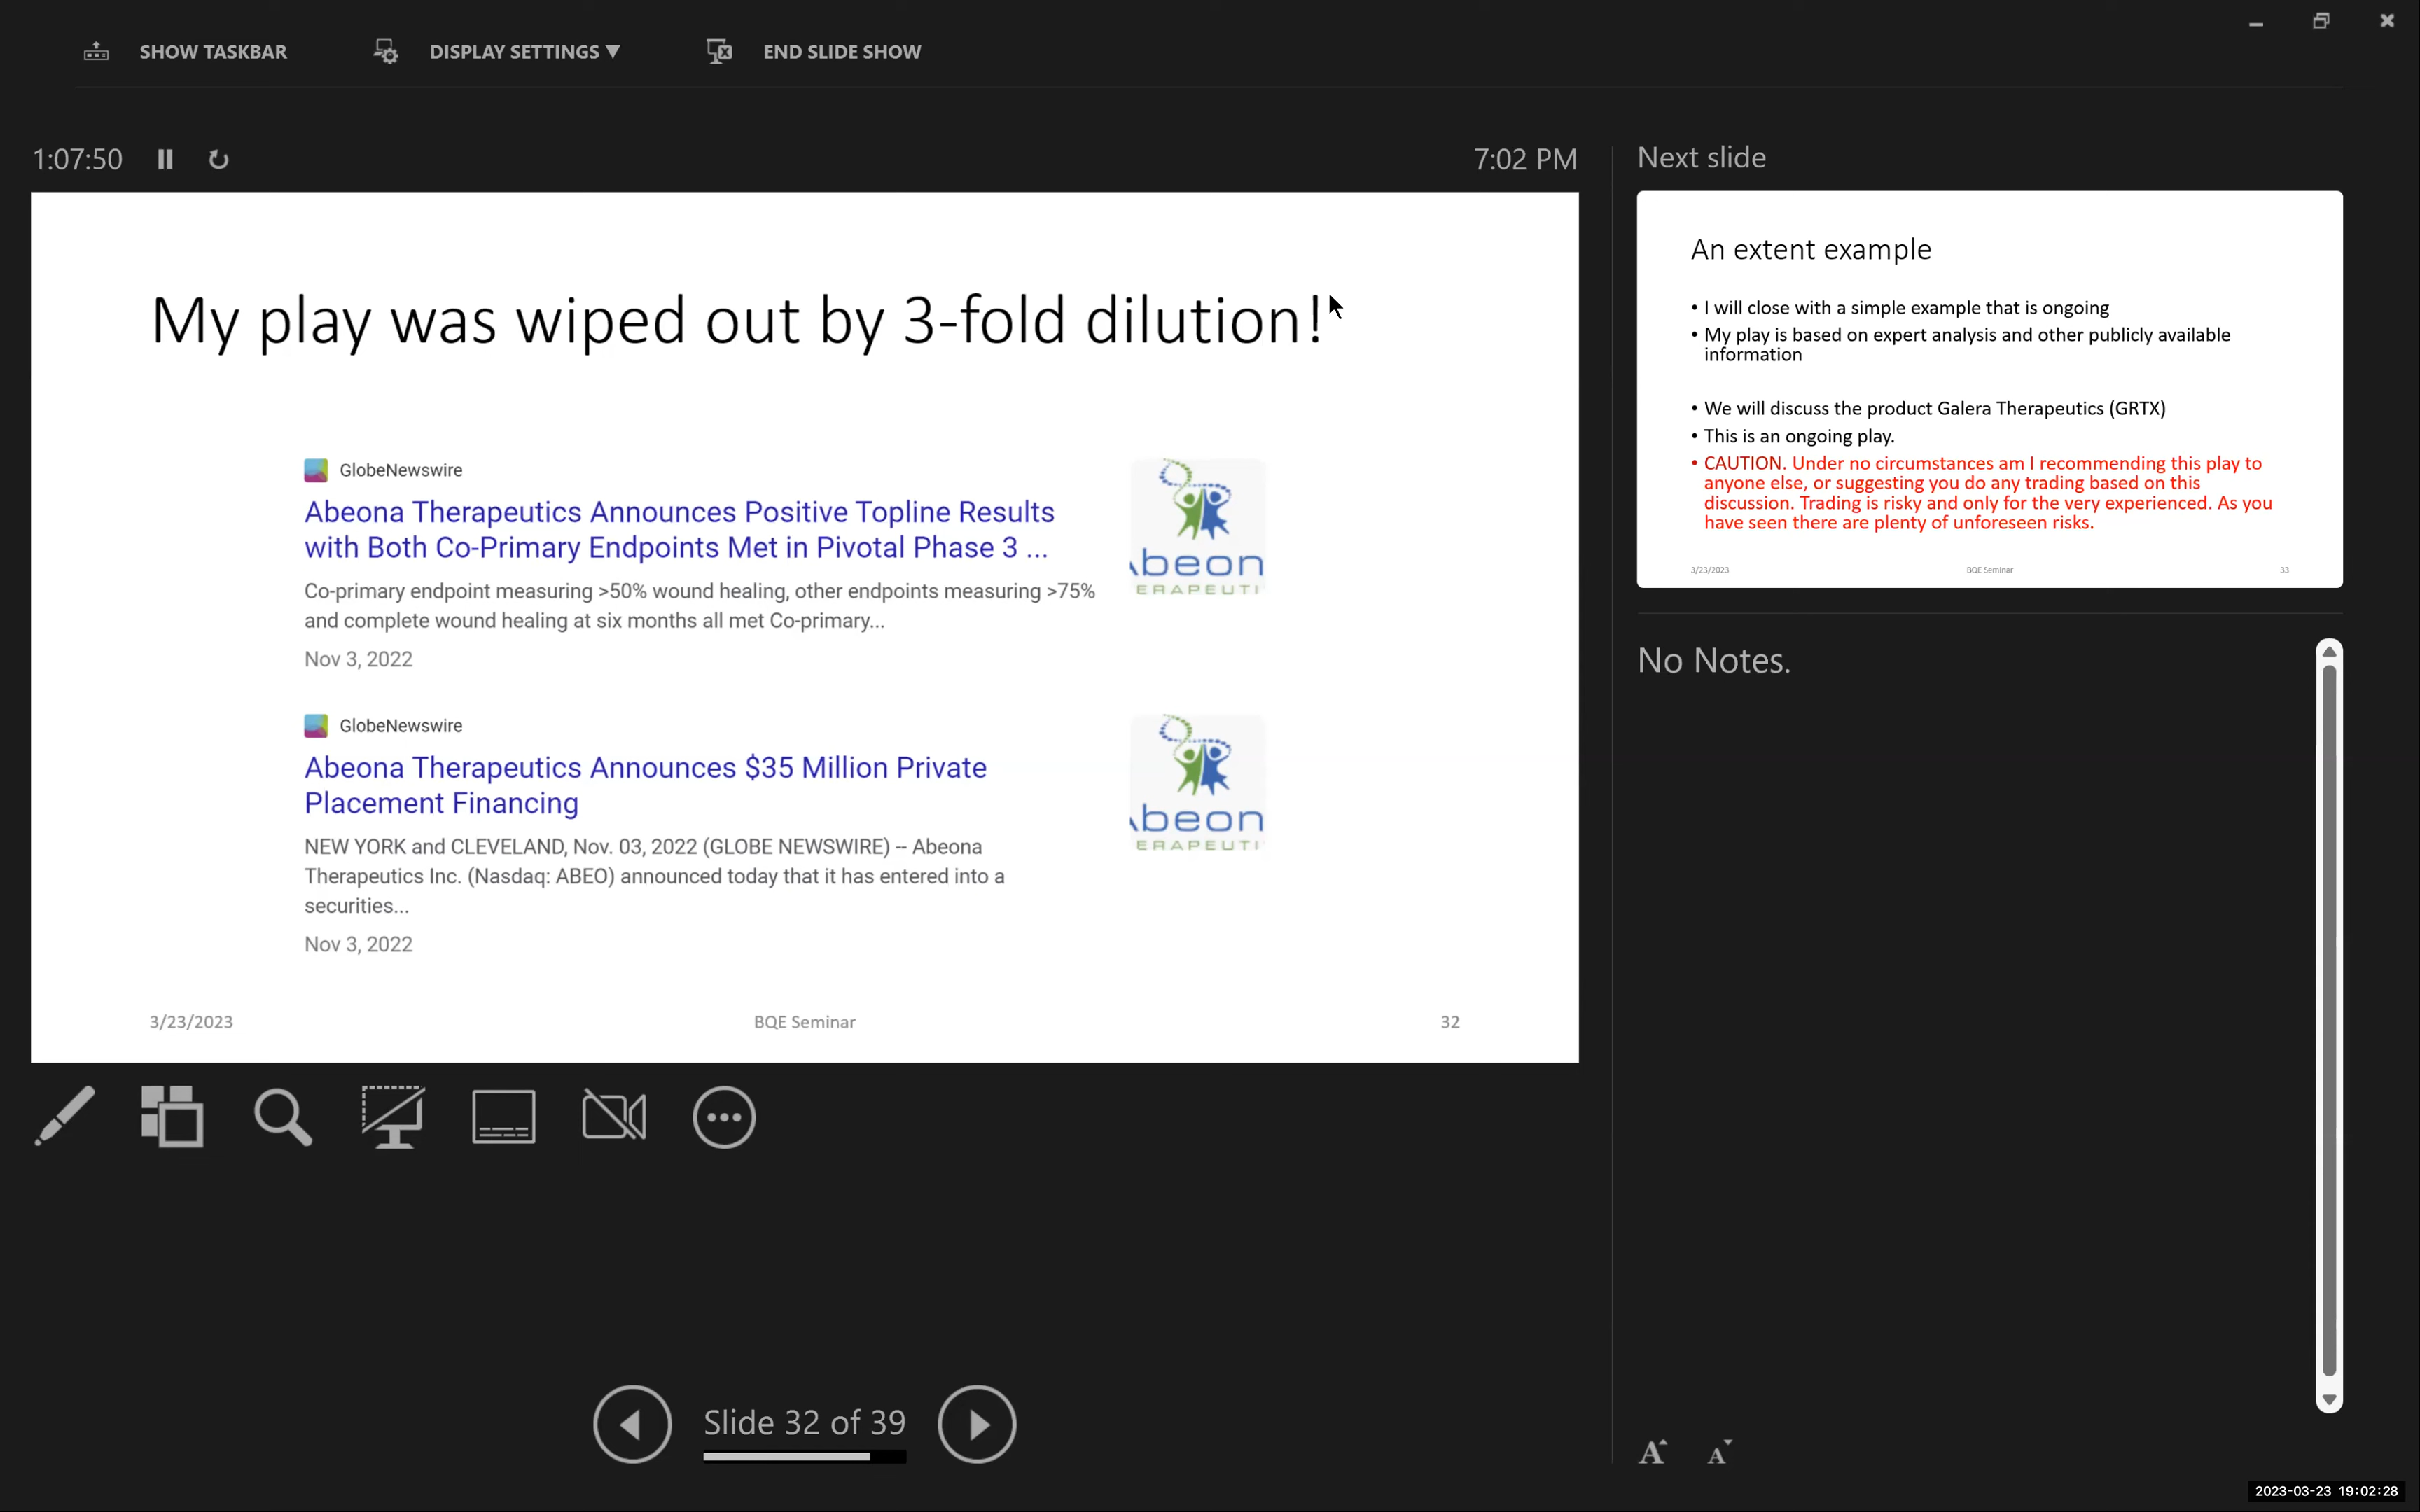 SHOW TASKBAR
DISPLAY SETTINGS ▼
END SLIDE SHOW
1:07:50
7:02 PM
My play was wiped out by 3-fold dilution!
GlobeNewswire
Abeona Therapeutics Announces Positive Topline Results
with Both Co-Primary Endpoints Met in Pivotal Phase 3 ...
Co-primary endpoint measuring >50% wound healing, other endpoints measuring >75%
and complete wound healing at six months all met Co-primary...
Nov 3, 2022
beon
ERAPEUTI
GlobeNewswire
Abeona Therapeutics Announces $35 Million Private
Placement Financing
NEW YORK and CLEVELAND, Nov. 03, 2022 (GLOBE NEWSWIRE) -- Abeona
Therapeutics Inc. (Nasdaq: ABEO) announced today that it has entered into a
securities...
Nov 3, 2022
beon
ERAPEUTI
3/23/2023
BQE Seminar
32
Slide 32 of 39
Next slide
An extent example
• I will close with a simple example that is ongoing
• My play is based on expert analysis and other publicly available
information
• We will discuss the product Galera Therapeutics (GRTX)
• This is an ongoing play.
• CAUTION. Under no circumstances am I recommending this play to
anyone else, or suggesting you do any trading based on this
discussion. Trading is risky and only for the very experienced. As you
have seen there are plenty of unforeseen risks.
3/23/2023
BQE Seminar
33
No Notes.
A A
2023-03-23 19:02:28